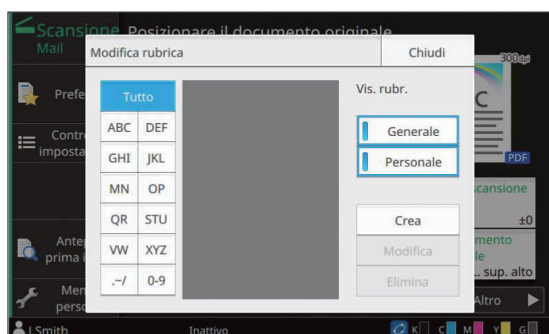 Scansione Posizionare il documento originale
Mail
Modifica rubrica
Chiudi
300dpi
Prefe
Tutto
Vis. rubr.
C
ABC DEF
Generale
Contr
imposta
GHI JKL
Personale
PDF
MN OP
scansione
QR STU
Crea
±0
Ante
prima i
VW XYZ
Modifica
mento
le
.. sup. alto
.~/ 0-9
Elimina
Men
perso
Altro
J Smith Inattivo K C M Y G